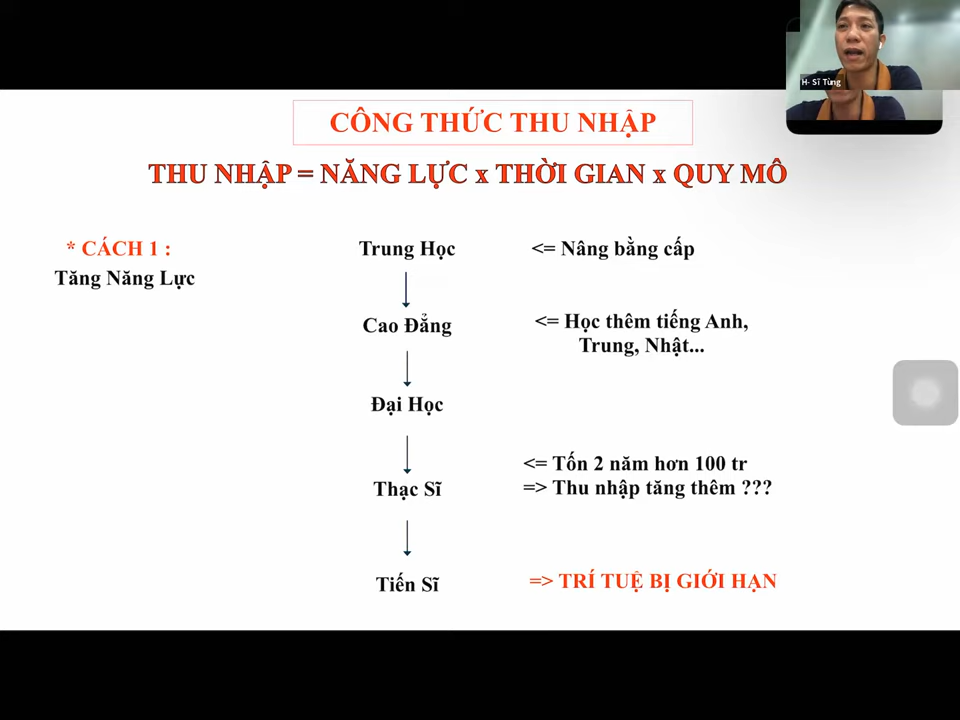 H- Sĩ Tùng
CÔNG THỨC THU NHẬP
THU NHẬP = NĂNG LỰC x THỜI GIAN x QUY MÔ
* CÁCH 1 :
Tăng Năng Lực
Trung Học
<= Nâng bằng cấp
Cao Đẳng
<= Học thêm tiếng Anh,
Trung, Nhật...
Đại Học
Thạc Sĩ
<= Tốn 2 năm hơn 100 tr
=> Thu nhập tăng thêm ???
Tiến Sĩ
=> TRÍ TUỆ BỊ GIỚI HẠN